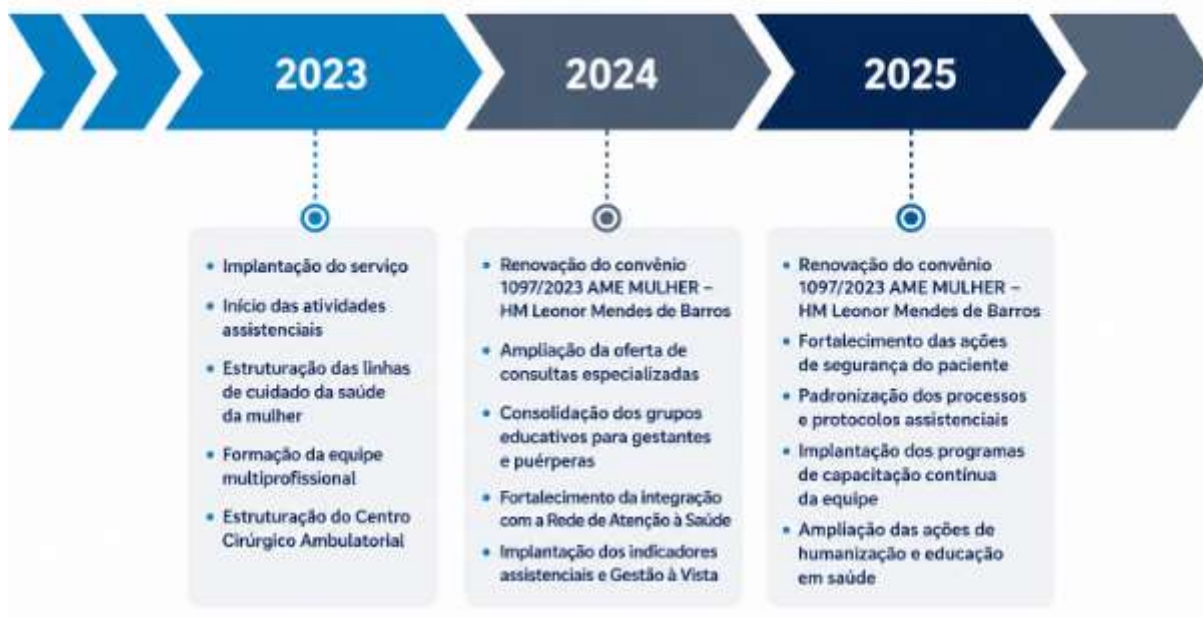 2023
2024
2025
• Implantação do serviço
• Início das atividades
assistenciais
• Estruturação das linhas
de cuidado da saúde
da mulher
• Formação da equipe
multiprofissional
• Estruturação do Centro
Cirúrgico Ambulatorial
• Renovação do convênio
1097/2023 AME MULHER –
HM Leonor Mendes de Barros
• Ampliação da oferta de
consultas especializadas
• Consolidação dos grupos
educativos para gestantes
e puérperas
• Fortalecimento da integração
com a Rede de Atenção à Saúde
• Implantação dos indicadores
assistenciais e Gestão à Vista
• Renovação do convênio
1097/2023 AME MULHER –
HM Leonor Mendes de Barros
• Fortalecimento das ações
de segurança do paciente
• Padronização dos processos
e protocolos assistenciais
• Implantação dos programas
de capacitação contínua
da equipe
• Ampliação das ações de
humanização e educação
em saúde